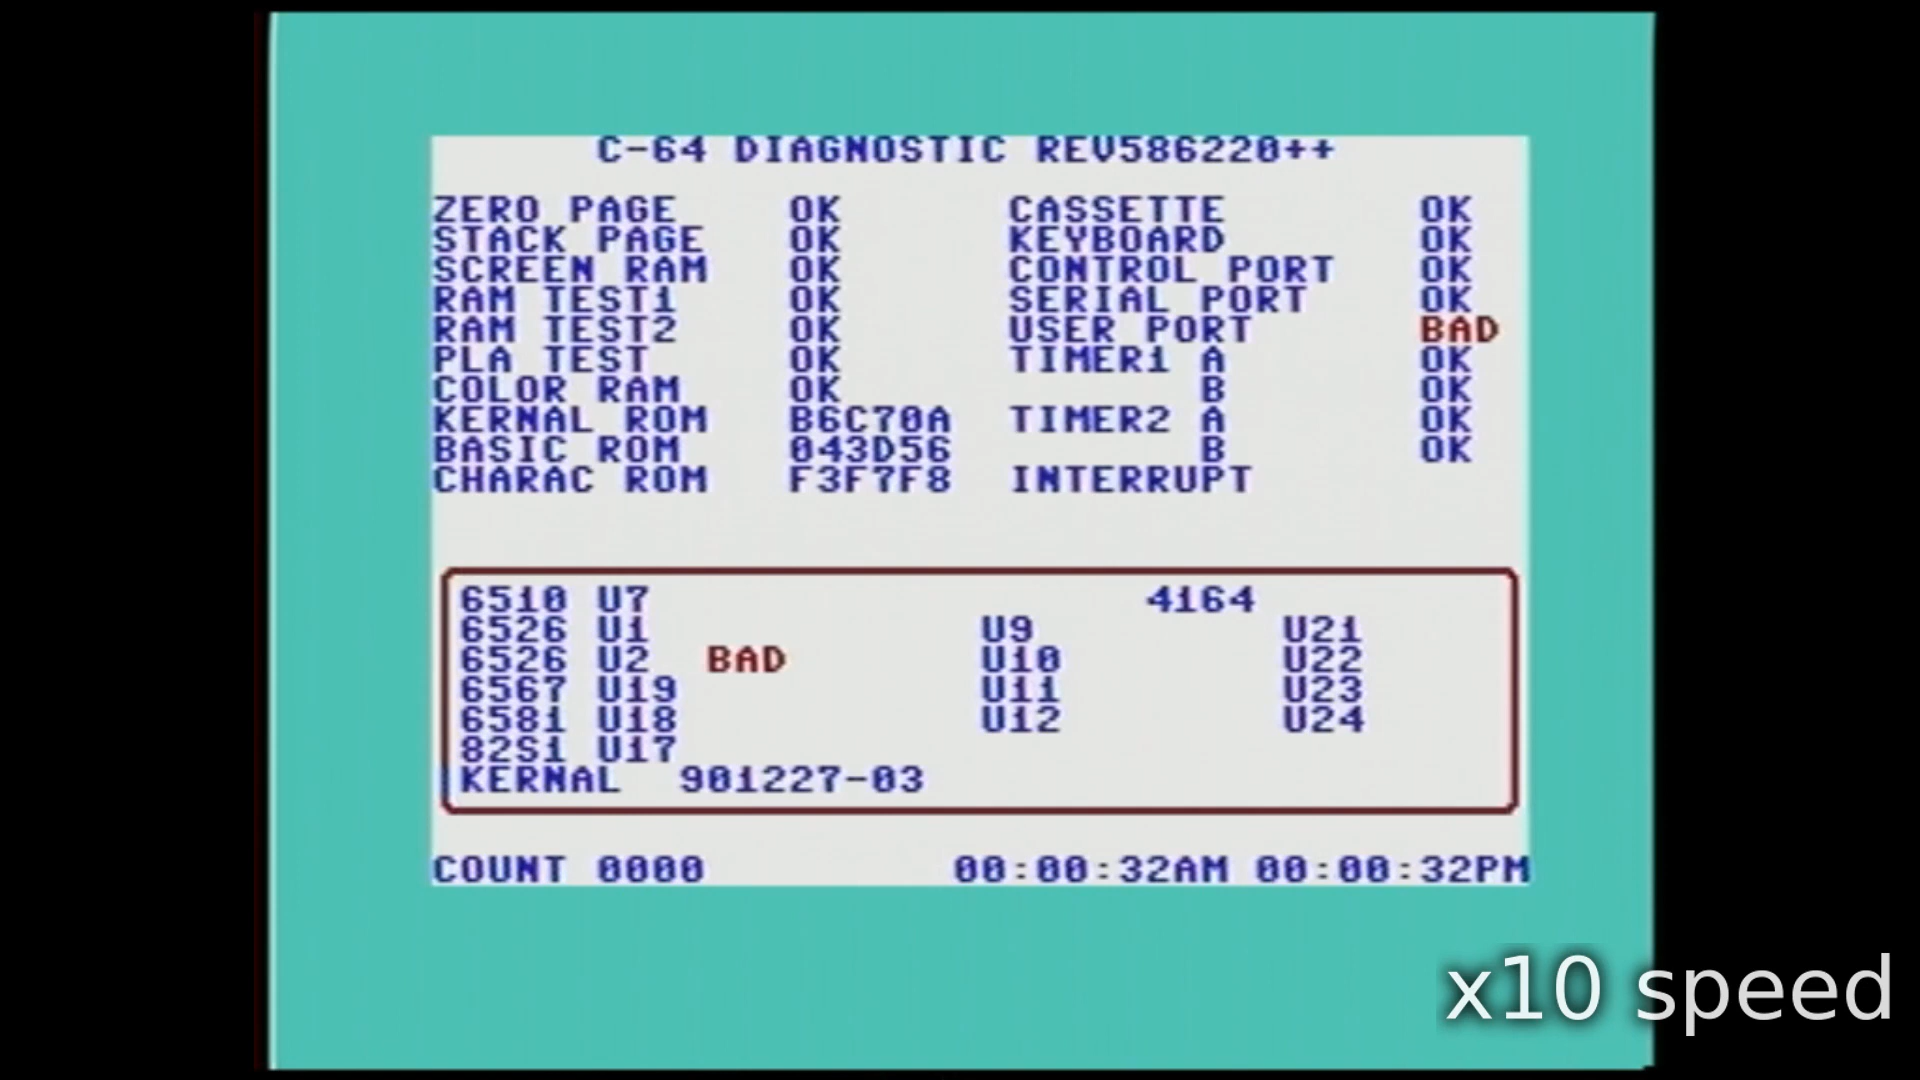 C-64 DIAGNOSTIC REV586220++
ZERO PAGE OK CASSETTE OK
STACK PAGE OK KEYBOARD OK
SCREEN RAM OK CONTROL PORT OK
RAM TEST1 OK SERIAL PORT OK
RAM TEST2 OK USER PORT BAD
PLA TEST OK TIMER1 A OK
COLOR RAM OK B OK
KERNAL ROM B6C70A TIMER2 A OK
BASIC ROM 043D56 B OK
CHARAC ROM F3F7F8 INTERRUPT
6510 U7 4164
6526 U1 U9 U21
6526 U2 BAD U10 U22
6567 U19 U11 U23
6581 U18 U12 U24
82S1 U17
KERNAL 901227-03
COUNT 0000 00:00:32AM 00:00:32PM
x10 speed